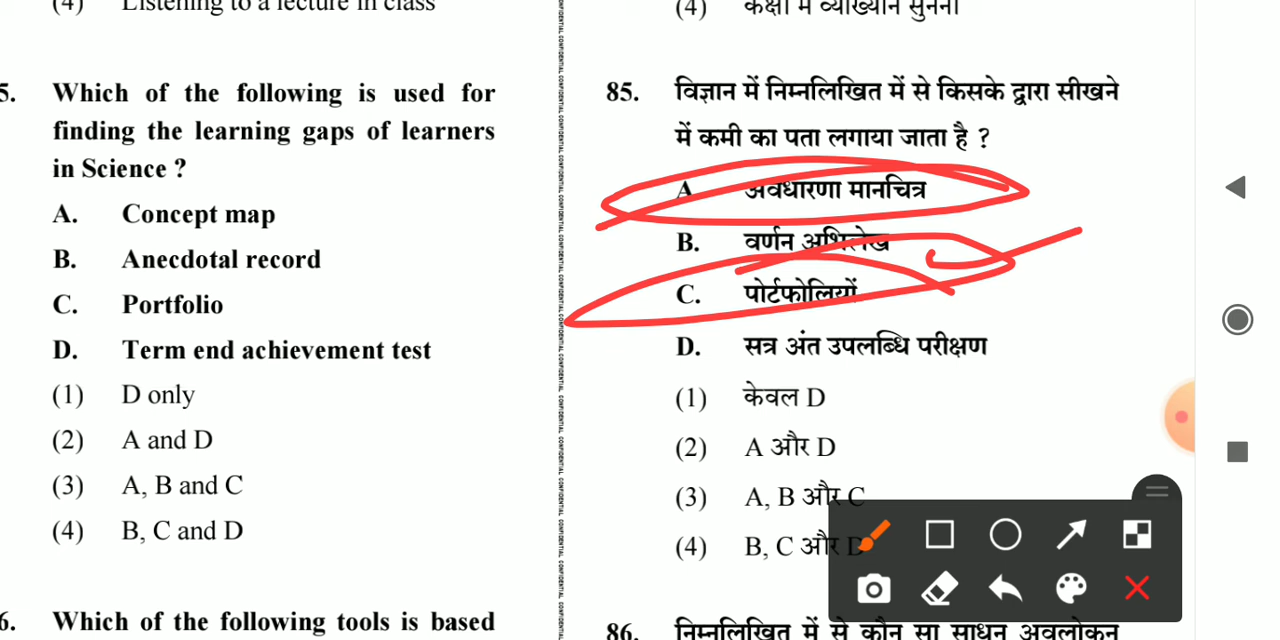 (4) Listening to a lecture in class
5. Which of the following is used for
finding the learning gaps of learners
in Science ?
A. Concept map
B. Anecdotal record
C. Portfolio
D. Term end achievement test
(1) D only
(2) A and D
(3) A, B and C
(4) B, C and D
6. Which of the following tools is based
(4) कक्षा में व्याख्यान सुनना
85. विज्ञान में निम्नलिखित में से किसके द्वारा सीखने
में कमी का पता लगाया जाता है ?
A. अवधारणा मानचित्र
B. वर्णन अभिलेख
C. पोर्टफोलियों
D. सत्र अंत उपलब्धि परीक्षण
(1) केवल D
(2) A और D
(3) A, B और C
(4) B, C और D
86. निम्नलिखित में से कौन सा साधन अवलोकन